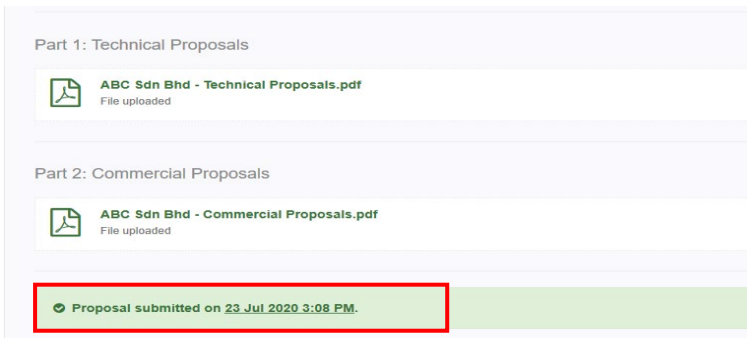 Part 1: Technical Proposals
ABC Sdn Bhd - Technical Proposals.pdf
File uploaded
Part 2: Commercial Proposals
ABC Sdn Bhd - Commercial Proposals.pdf
File uploaded
Proposal submitted on 23 Jul 2020 3:08 PM.